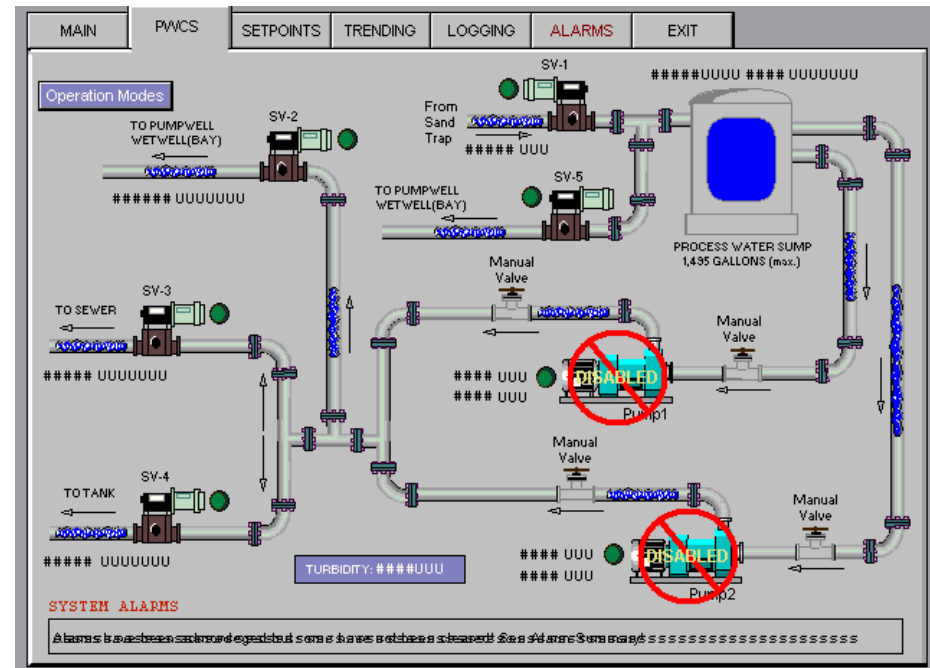 MAIN PWCS SETPOINTS TRENDING LOGGING ALARMS EXIT
Operation Modes
SV-1
#####UUUU #### UUUUUUU
From
Sand
Trap
##### UUU
SV-2
TO PUMPWELL
WETWELL(BAY)
###### UUUUUUU
SV-5
TO PUMPWELL
WETWELL(BAY)
PROCESS WATER SUMP
1,495 GALLONS (max.)
Manual
Valve
SV-3
TO SEWER
##### UUUUUUU
Manual
Valve
#### UUU
#### UUU
DISABLED
Pump1
Manual
Valve
SV-4
TO TANK
##### UUUUUUU
Manual
Valve
TURBIDITY: ####UUU
#### UUU
#### UUU
DISABLED
Pump2
SYSTEM ALARMS